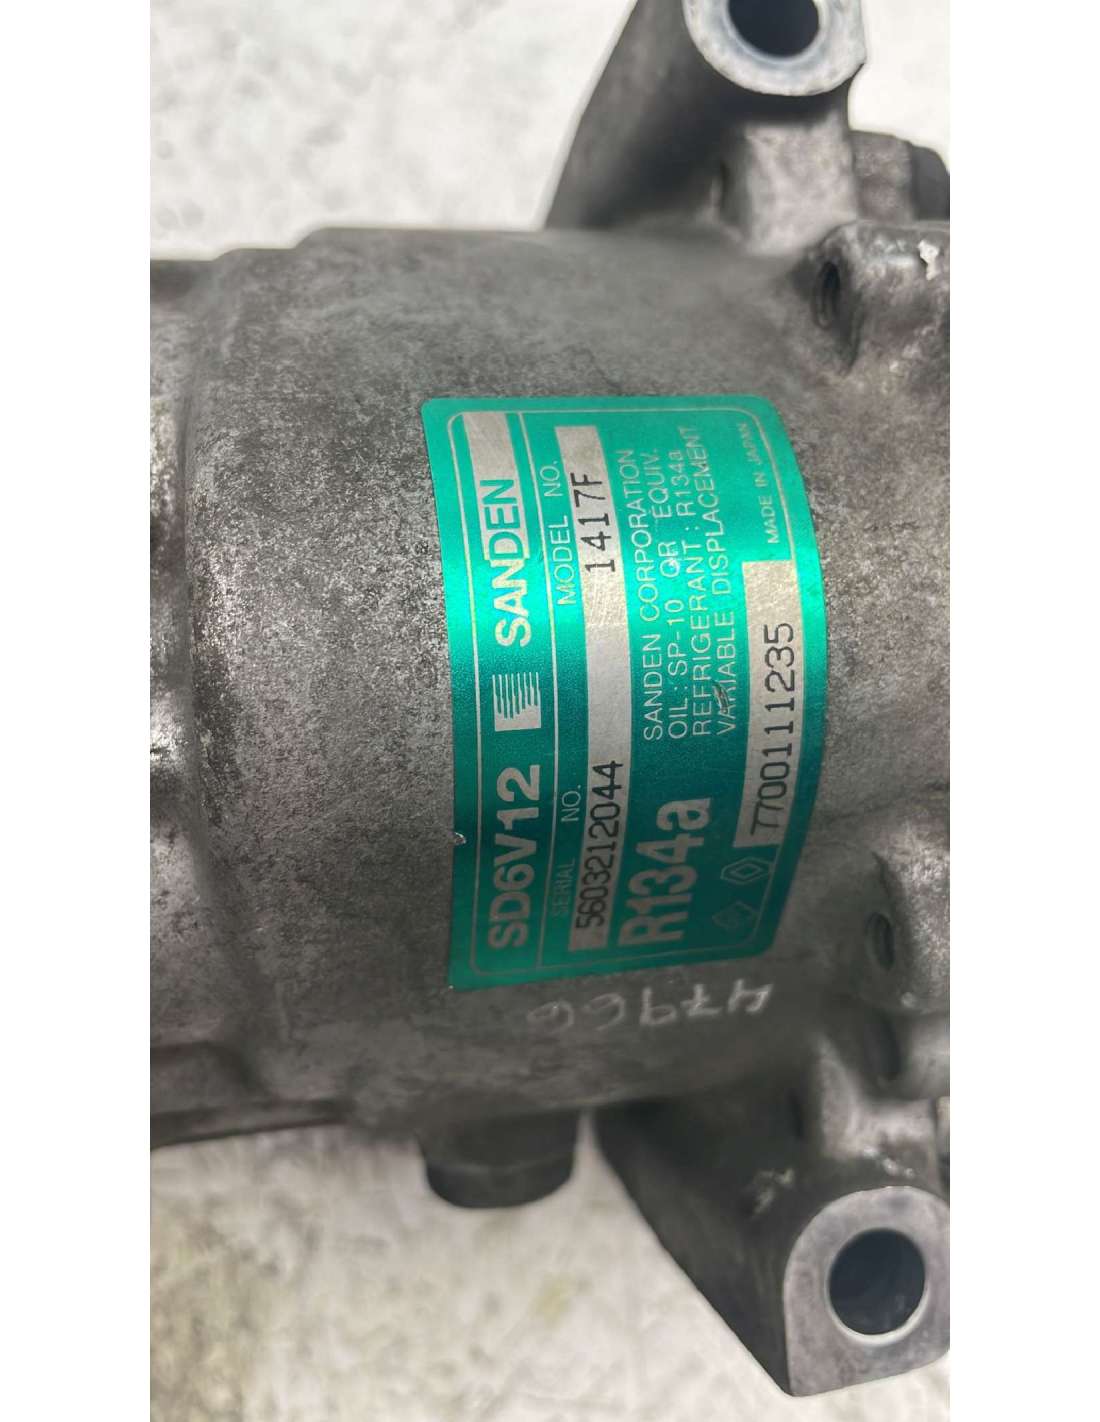 SD6V12 SANDEN
SERIAL NO. MODEL NO.
5603212044 1417F
R134a
SANDEN CORPORATION
OIL : SP-10 OR EQUIV.
REFRIGERANT : R134a
VARIABLE DISPLACEMENT
7700111235
MADE IN JAPAN
47966